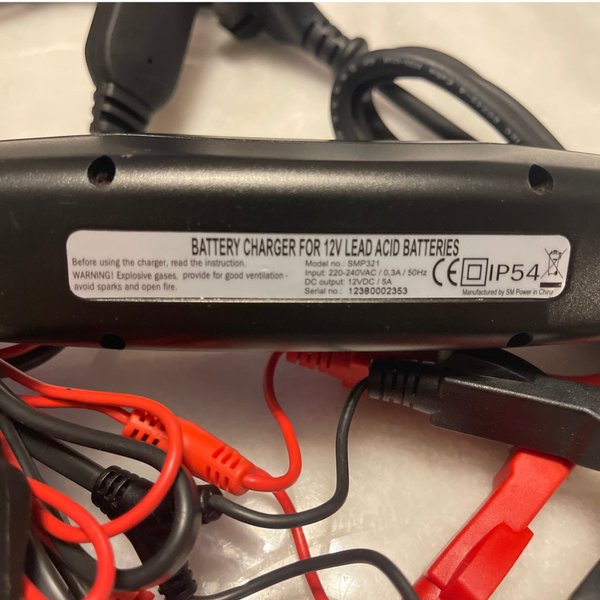 BATTERY CHARGER FOR 12V LEAD ACID BATTERIES
Before using the charger, read the instruction.
WARNING! Explosive gases. provide for good ventilation -
avoid sparks and open fire.
Model no.: SMP321
Input: 220-240VAC / 0,3A / 50Hz
DC output: 12VDC / 5A
Serial no.: 12380002353
CE IP54
Manufactured by SM Power in China